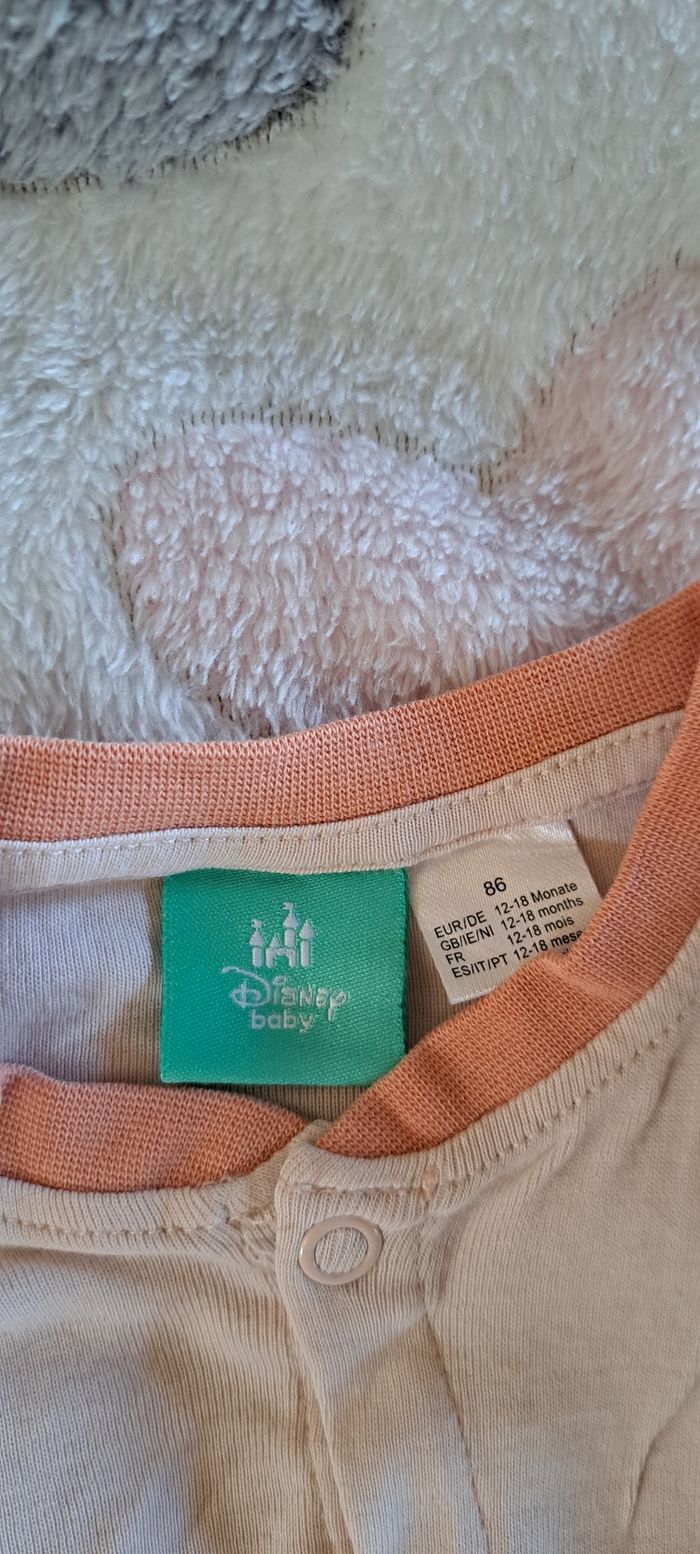 Disney
baby
86
EUR/DE 12-18 Monate
GB/IE/NI 12-18 months
FR 12-18 mois
ES/IT/PT 12-18